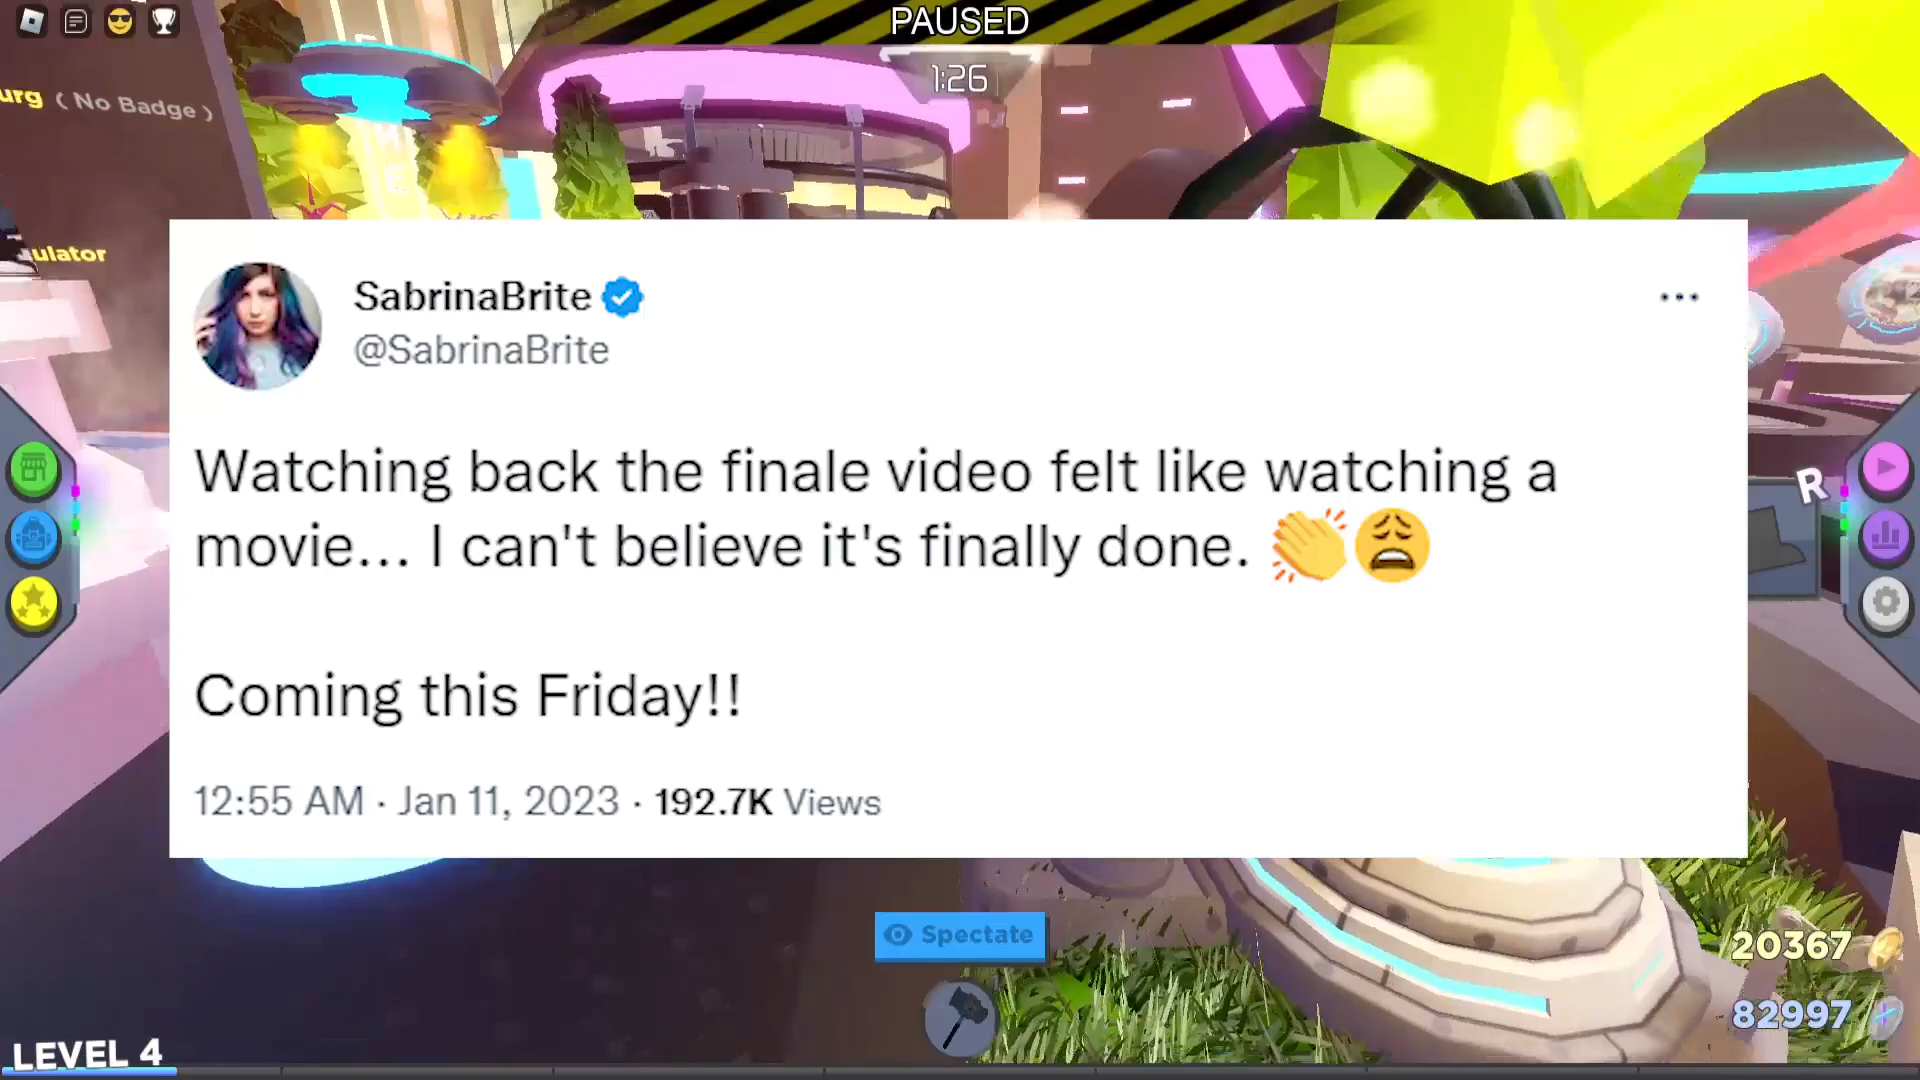 PAUSED
1:26
urg ( No Badge )
ulator
SabrinaBrite
@SabrinaBrite
Watching back the finale video felt like watching a
movie... I can't believe it's finally done. 👏😩
Coming this Friday!!
12:55 AM · Jan 11, 2023 · 192.7K Views
R
Spectate
20367
82997
LEVEL 4